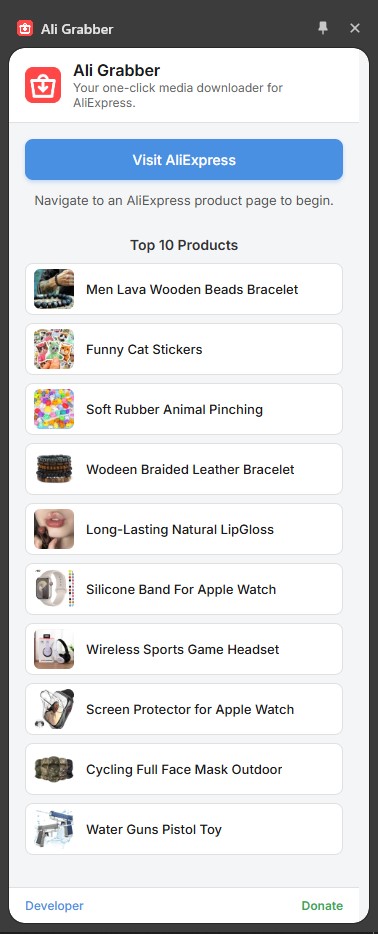 Ali Grabber
Ali Grabber
Your one-click media downloader for
AliExpress.
Visit AliExpress
Navigate to an AliExpress product page to begin.
Top 10 Products
Men Lava Wooden Beads Bracelet
Funny Cat Stickers
Soft Rubber Animal Pinching
Wodeen Braided Leather Bracelet
Long-Lasting Natural LipGloss
Silicone Band For Apple Watch
Wireless Sports Game Headset
Screen Protector for Apple Watch
Cycling Full Face Mask Outdoor
Water Guns Pistol Toy
Developer
Donate